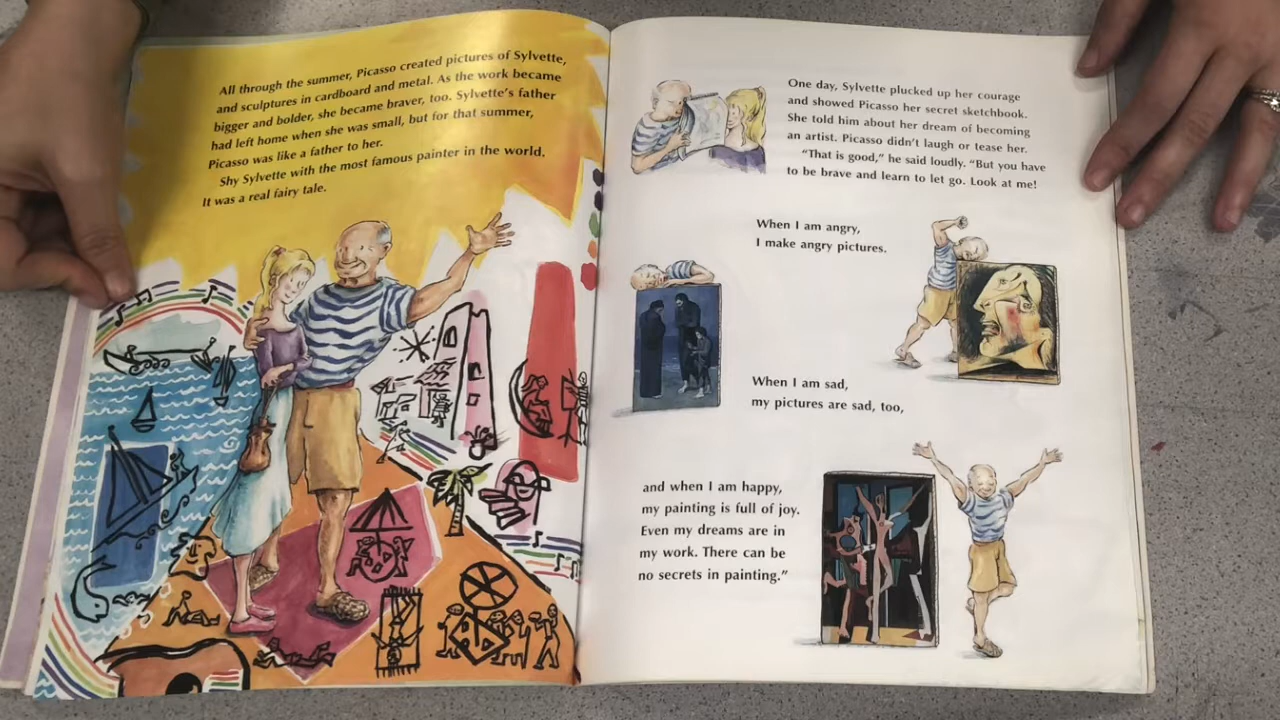 All through the summer, Picasso created pictures of Sylvette,
and sculptures in cardboard and metal. As the work became
bigger and bolder, she became braver, too. Sylvette's father
had left home when she was small, but for that summer,
Picasso was like a father to her.
Shy Sylvette with the most famous painter in the world.
It was a real fairy tale.
One day, Sylvette plucked up her courage
and showed Picasso her secret sketchbook.
She told him about her dream of becoming
an artist. Picasso didn't laugh or tease her.
"That is good," he said loudly. "But you have
to be brave and learn to let go. Look at me!
When I am angry,
I make angry pictures.
When I am sad,
my pictures are sad, too,
and when I am happy,
my painting is full of joy.
Even my dreams are in
my work. There can be
no secrets in painting."